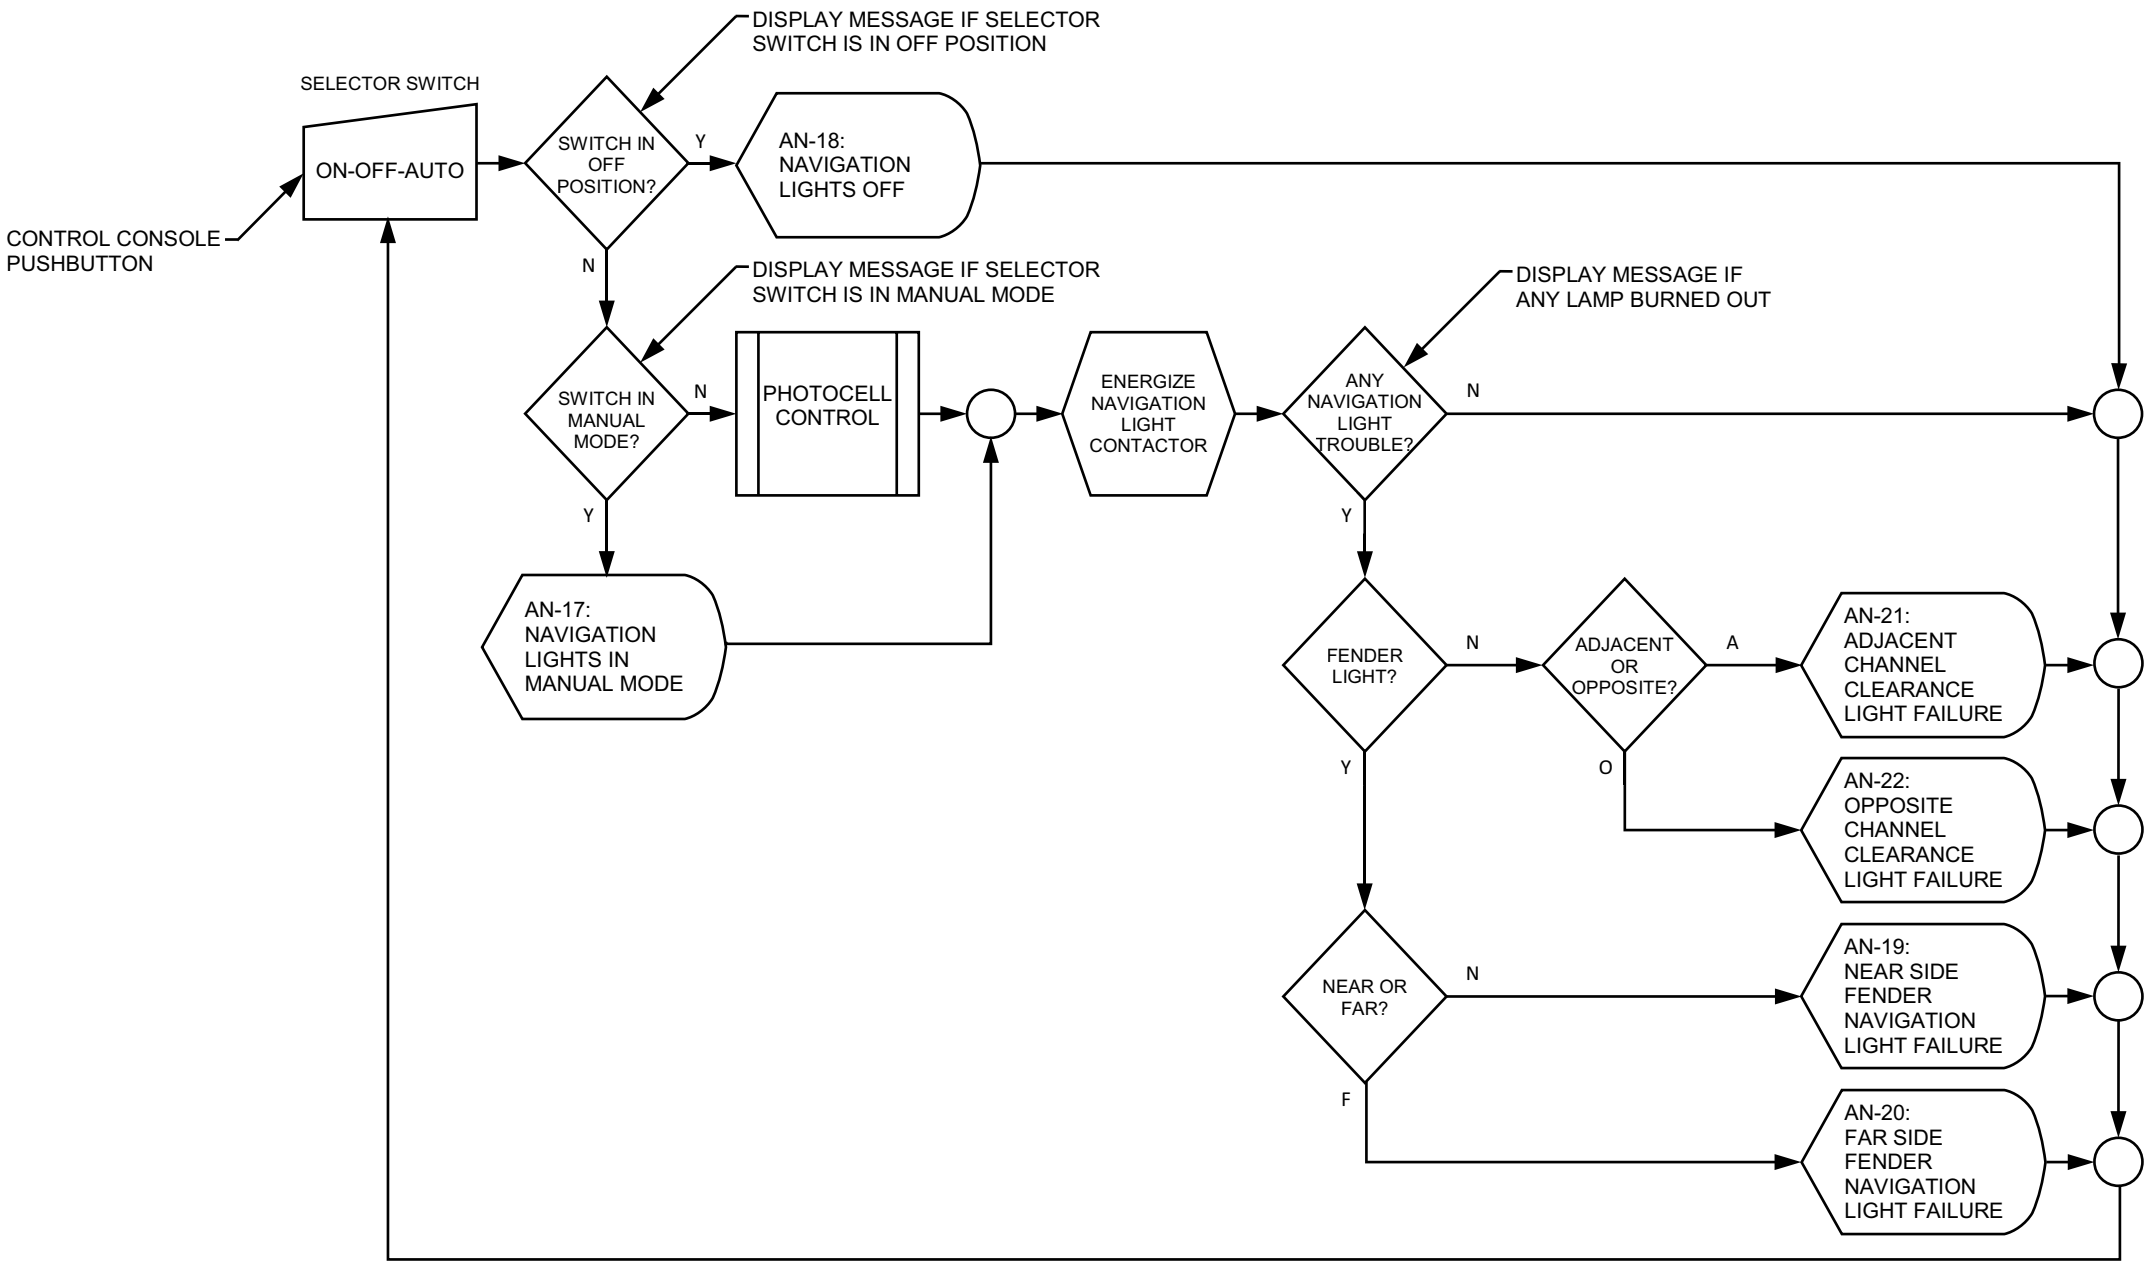 DISPLAY MESSAGE IF SELECTOR
SWITCH IS IN OFF POSITION
SELECTOR SWITCH
ON-OFF-AUTO
SWITCH IN
OFF
POSITION?
Y
AN-18:
NAVIGATION
LIGHTS OFF
CONTROL CONSOLE
PUSHBUTTON
N
DISPLAY MESSAGE IF SELECTOR
SWITCH IS IN MANUAL MODE
DISPLAY MESSAGE IF
ANY LAMP BURNED OUT
SWITCH IN
MANUAL
MODE?
N
PHOTOCELL
CONTROL
ENERGIZE
NAVIGATION
LIGHT
CONTACTOR
ANY
NAVIGATION
LIGHT
TROUBLE?
N
Y
Y
AN-17:
NAVIGATION
LIGHTS IN
MANUAL MODE
FENDER
LIGHT?
N
ADJACENT
OR
OPPOSITE?
A
AN-21:
ADJACENT
CHANNEL
CLEARANCE
LIGHT FAILURE
Y
O
AN-22:
OPPOSITE
CHANNEL
CLEARANCE
LIGHT FAILURE
NEAR OR
FAR?
N
AN-19:
NEAR SIDE
FENDER
NAVIGATION
LIGHT FAILURE
F
AN-20:
FAR SIDE
FENDER
NAVIGATION
LIGHT FAILURE